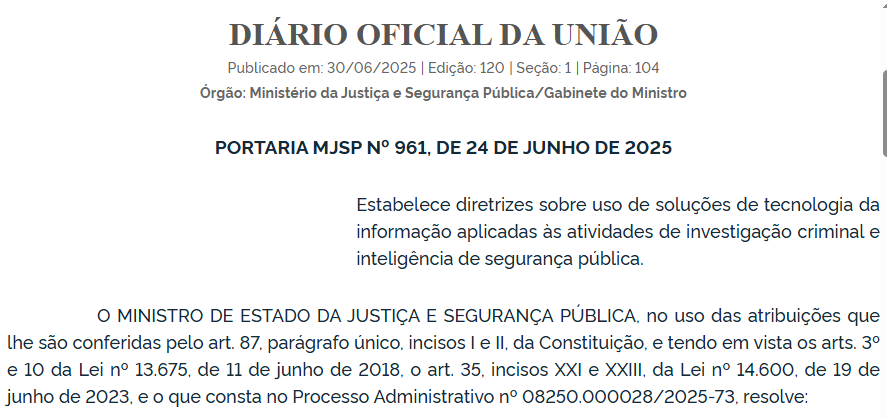 DIÁRIO OFICIAL DA UNIÃO
Publicado em: 30/06/2025 | Edição: 120 | Seção: 1 | Página: 104
Órgão: Ministério da Justiça e Segurança Pública/Gabinete do Ministro
PORTARIA MJSP Nº 961, DE 24 DE JUNHO DE 2025
Estabelece diretrizes sobre uso de soluções de tecnologia da
informação aplicadas às atividades de investigação criminal e
inteligência de segurança pública.
O MINISTRO DE ESTADO DA JUSTIÇA E SEGURANÇA PÚBLICA, no uso das atribuições que
lhe são conferidas pelo art. 87, parágrafo único, incisos I e II, da Constituição, e tendo em vista os arts. 3º
e 10 da Lei nº 13.675, de 11 de junho de 2018, o art. 35, incisos XXI e XXIII, da Lei nº 14.600, de 19 de
junho de 2023, e o que consta no Processo Administrativo nº 08250.000028/2025-73, resolve: